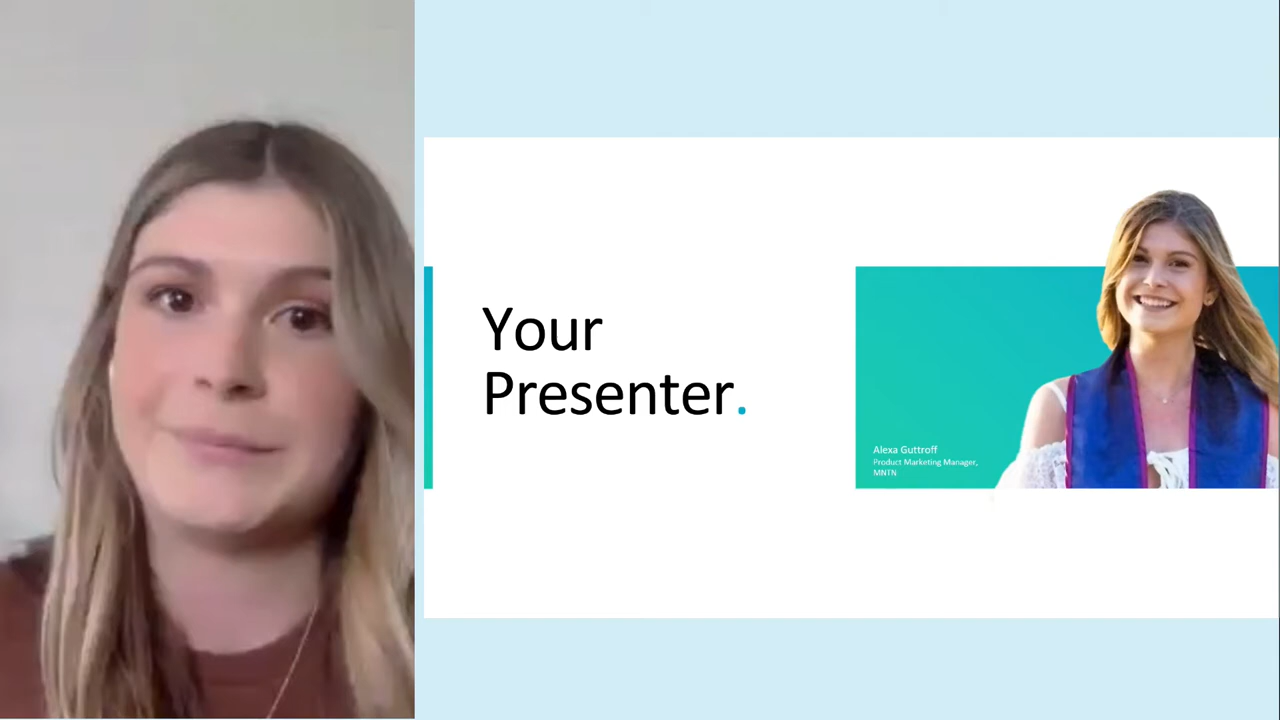 Your
Presenter.
Alexa Guttroff
Product Marketing Manager,
MNTN